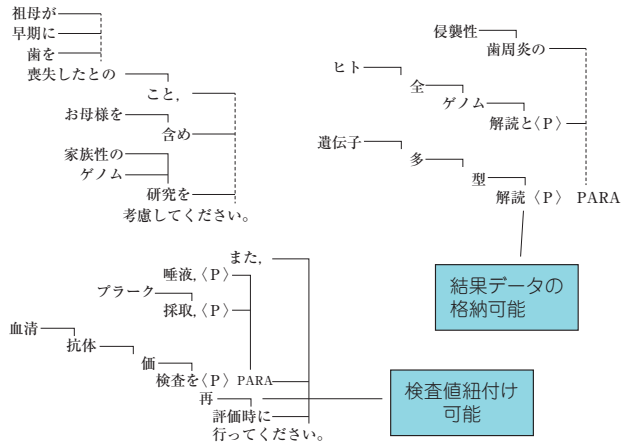 祖母が
早期に
歯を
喪失したとの
こと，
お母様を
含め
家族性の
ゲノム
研究を
考慮してください。
侵襲性
歯周炎の
ヒト
全
ゲノム
解読と〈P〉
遺伝子
多
型
解読〈P〉 PARA
結果データの
格納可能
また，
唾液，〈P〉
プラーク
採取，〈P〉
血清
抗体
価
検査を〈P〉PARA
再
評価時に
行ってください。
検査値紐付け
可能